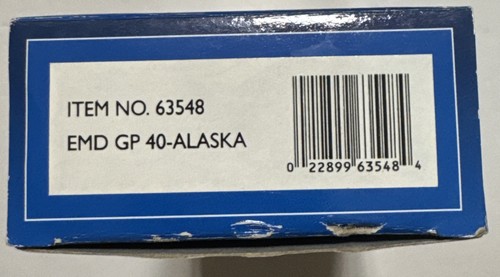 ITEM NO. 63548
EMD GP 40-ALASKA
0 22899 63548 4